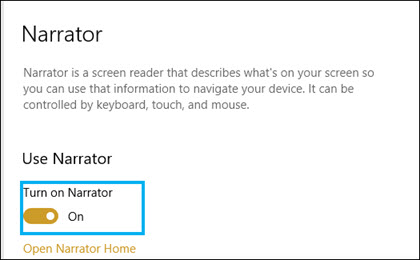 Narrator
Narrator is a screen reader that describes what's on your screen so
you can use that information to navigate your device. It can be
controlled by keyboard, touch, and mouse.
Use Narrator
Turn on Narrator
On
Open Narrator Home